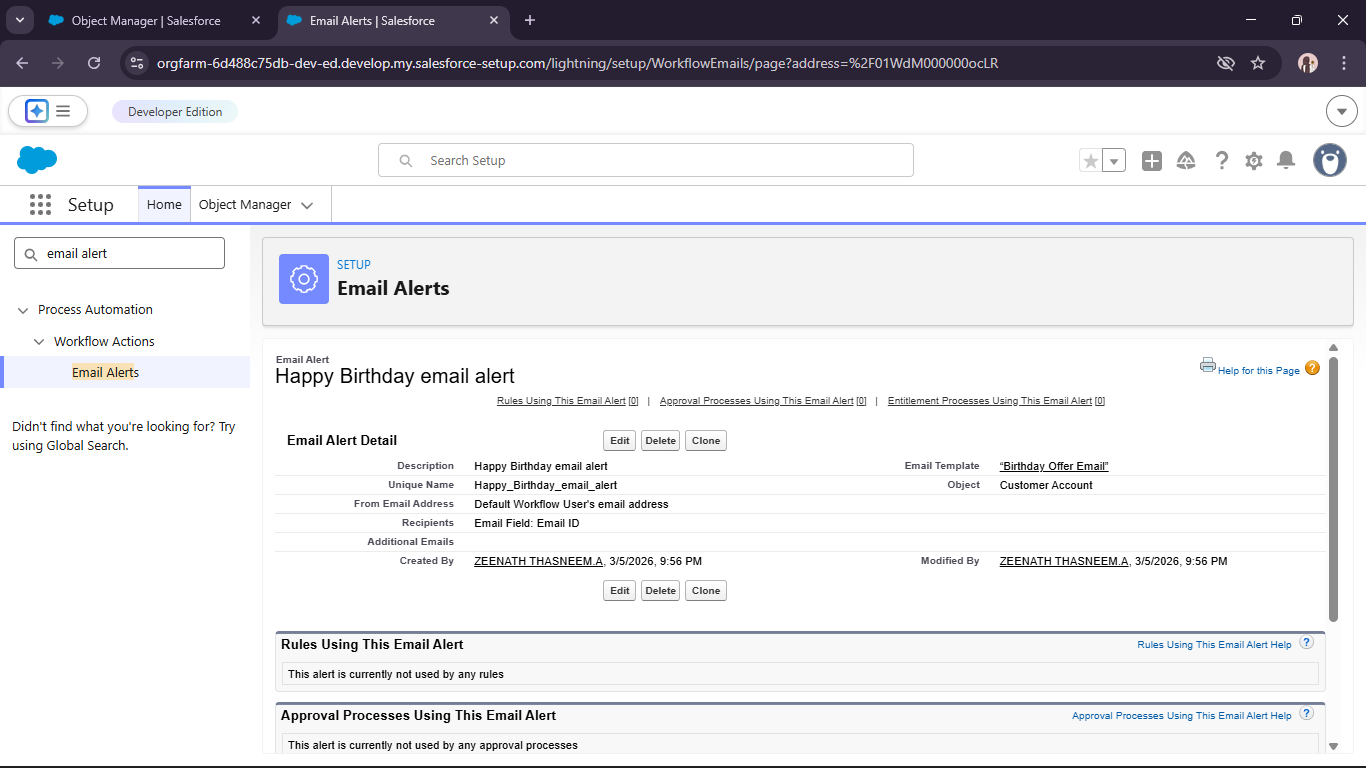 Object Manager | Salesforce
Email Alerts | Salesforce
orgfarm-6d488c75db-dev-ed.develop.my.salesforce-setup.com/lightning/setup/WorkflowEmails/page?address=%2F01WdM000000ocLR
Developer Edition
Search Setup
Setup
Home
Object Manager
email alert
Process Automation
Workflow Actions
Email Alerts
Didn't find what you're looking for? Try
using Global Search.
SETUP
Email Alerts
Email Alert
Happy Birthday email alert
Help for this Page
Rules Using This Email Alert [0] | Approval Processes Using This Email Alert [0] | Entitlement Processes Using This Email Alert [0]
Email Alert Detail
Edit Delete Clone
Description Happy Birthday email alert Email Template “Birthday Offer Email”
Unique Name Happy_Birthday_email_alert Object Customer Account
From Email Address Default Workflow User's email address
Recipients Email Field: Email ID
Additional Emails
Created By ZEENATH THASNEEM.A, 3/5/2026, 9:56 PM Modified By ZEENATH THASNEEM.A, 3/5/2026, 9:56 PM
Edit Delete Clone
Rules Using This Email Alert
Rules Using This Email Alert Help ?
This alert is currently not used by any rules
Approval Processes Using This Email Alert
Approval Processes Using This Email Alert Help ?
This alert is currently not used by any approval processes